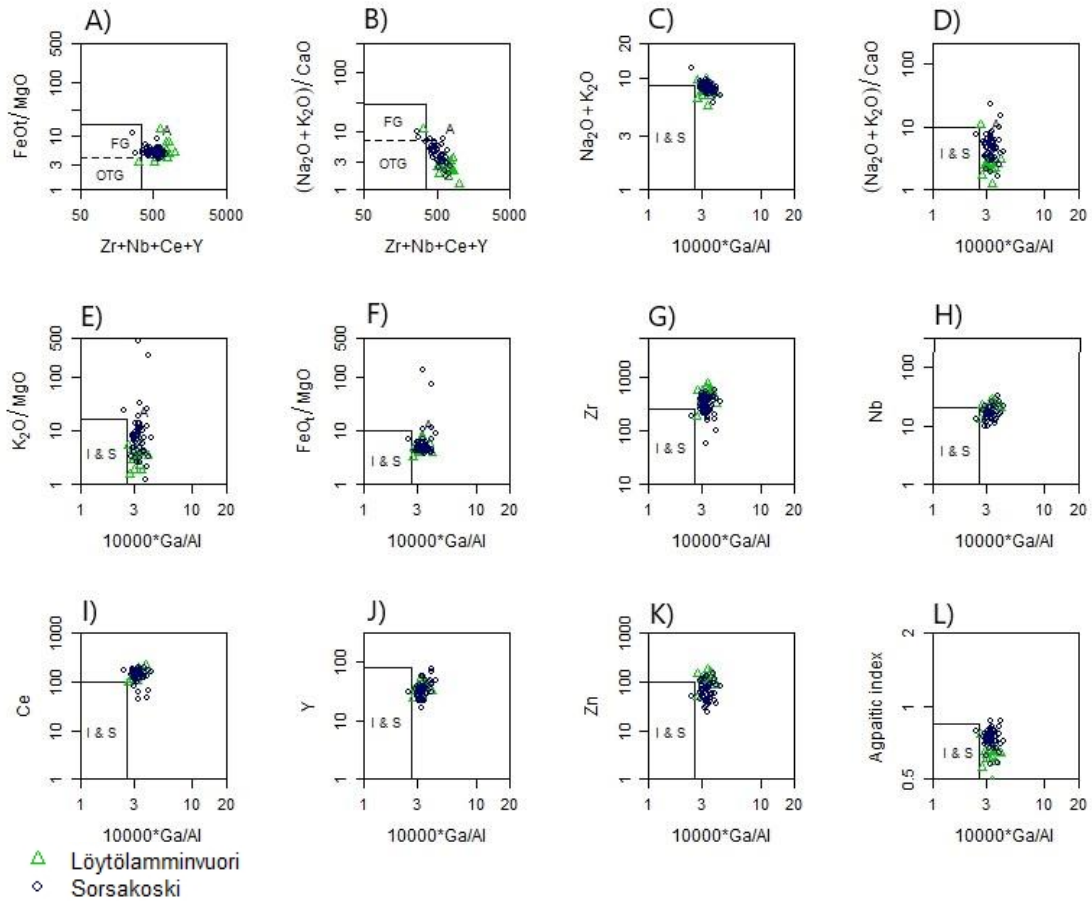 A)
FeOt/MgO
500
100
10
3
1
FG
A
OTG
50 500 5000
Zr+Nb+Ce+Y
B)
(Na2O+K2O)/CaO
500
100
10
3
1
FG
A
OTG
50 500 5000
Zr+Nb+Ce+Y
C)
Na2O+K2O
20
10
3
1
I & S
1 3 10 20
10000*Ga/Al
D)
(Na2O+K2O)/CaO
100
10
1
A
I & S
1 3 10 20
10000*Ga/Al
E)
K2O/MgO
500
100
10
1
A
I & S
1 3 10 20
10000*Ga/Al
F)
FeOt/MgO
100
10
1
I & S
1 3 10 20
10000*Ga/Al
G)
Zr
1000
100
10
I & S
1 3 10 20
10000*Ga/Al
H)
Nb
100
10
1
I & S
1 3 10 20
10000*Ga/Al
I)
Ce
1000
100
10
1
I & S
1 3 10 20
10000*Ga/Al
J)
Y
100
10
1
I & S
1 3 10 20
10000*Ga/Al
K)
Zn
1000
100
10
1
I & S
1 3 10 20
10000*Ga/Al
L)
Agpaitic index
2
1
0.5
I & S
1 3 10 20
10000*Ga/Al
Löytölamminvuori
Sorsakoski